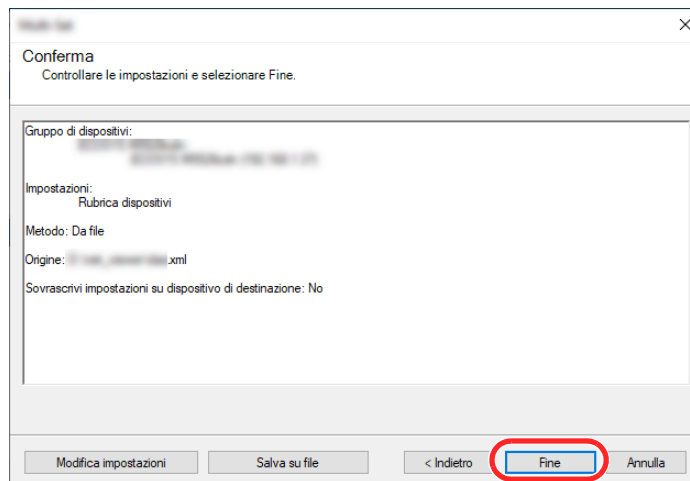 Conferma
Controllare le impostazioni e selezionare Fine.
Gruppo di dispositivi:
Impostazioni:
Rubrica dispositivi
Metodo: Da file
Origine: .xml
Sovrascrivi impostazioni su dispositivo di destinazione: No
Modifica impostazioni
Salva su file
< Indietro
Fine
Annulla